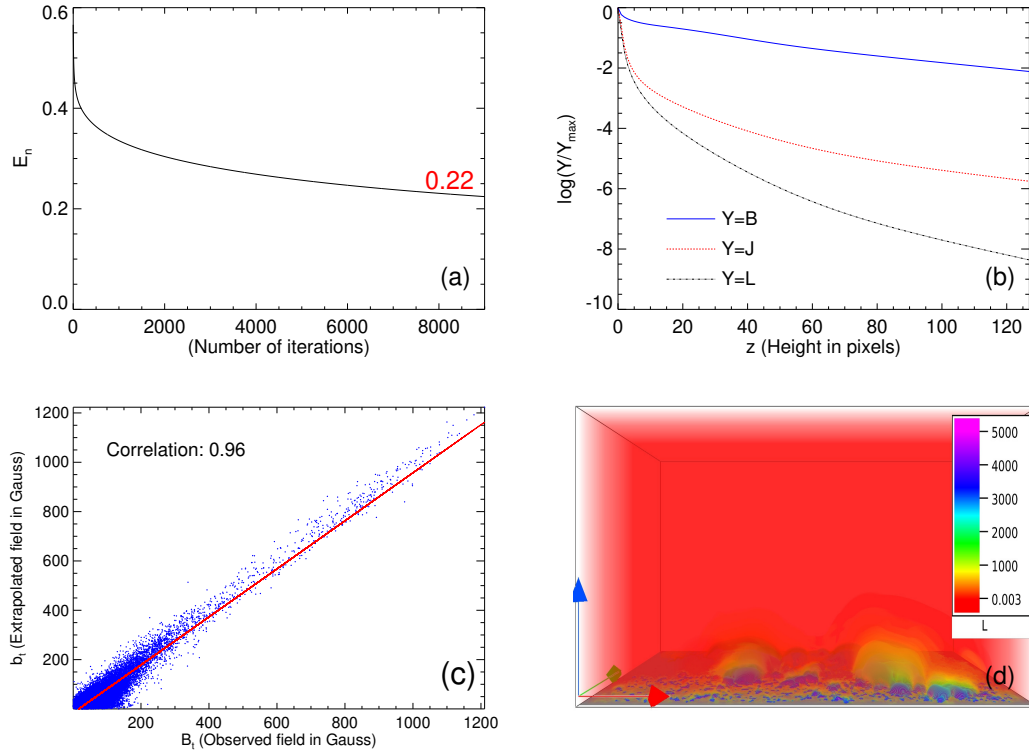 0.6
0.4
0.2
0.0
E_n
0.22
(a)
0
2000
4000
6000
8000
(Number of iterations)
0
-2
-4
-6
-8
-10
log(Y/Y_max)
Y=B
Y=J
Y=L
(b)
0
20
40
60
80
100
120
z (Height in pixels)
1200
1000
800
600
400
200
b_t (Extrapolated field in Gauss)
Correlation: 0.96
(c)
200
400
600
800
1000
1200
B_t (Observed field in Gauss)
5000
4000
3000
2000
1000
0.003
L
(d)